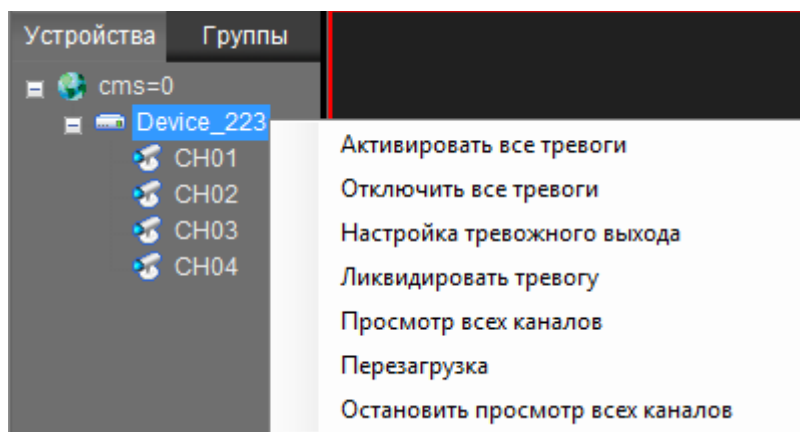 Устройства Группы
cms=0
Device_223
CH01
CH02
CH03
CH04
Активировать все тревоги
Отключить все тревоги
Настройка тревожного выхода
Ликвидировать тревогу
Просмотр всех каналов
Перезагрузка
Остановить просмотр всех каналов